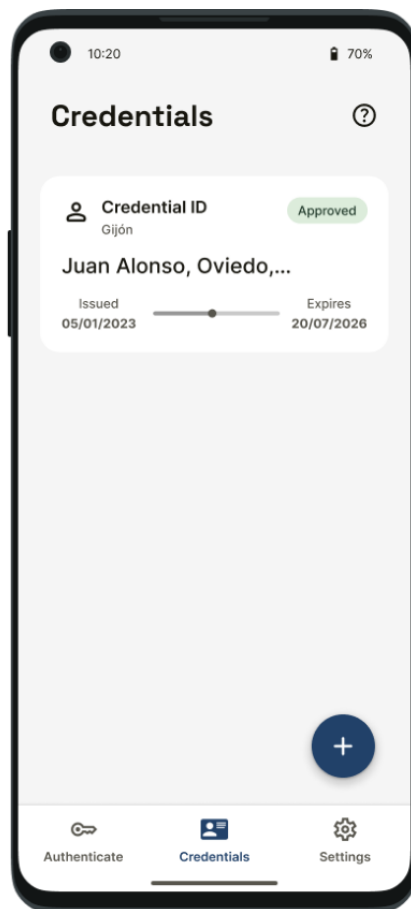 10:20
70%
Credentials
Credential ID
Approved
Gijón
Juan Alonso, Oviedo,...
Issued
Expires
05/01/2023
20/07/2026
Authenticate
Credentials
Settings